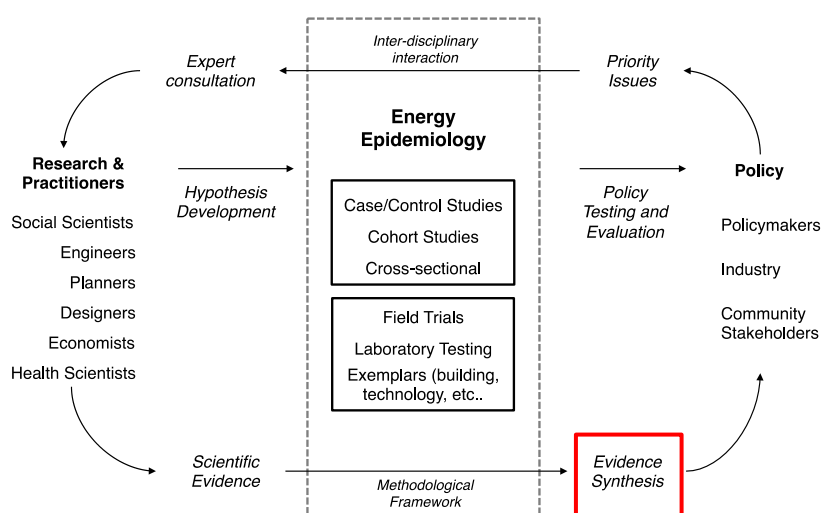 Expert
consultation
Inter-disciplinary
interaction
Priority
Issues
Energy
Epidemiology
Research &
Practitioners
Hypothesis
Development
Policy
Testing and
Evaluation
Policy
Social Scientists
Engineers
Planners
Designers
Economists
Health Scientists
Case/Control Studies
Cohort Studies
Cross-sectional
Field Trials
Laboratory Testing
Exemplars (building,
technology, etc..
Policymakers
Industry
Community
Stakeholders
Scientific
Evidence
Methodological
Framework
Evidence
Synthesis